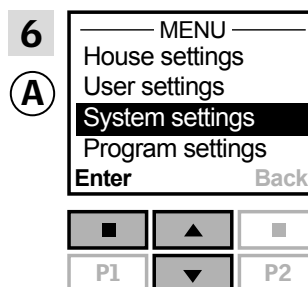 6
A
MENU
House settings
User settings
System settings
Program settings
Enter Back
P1 P2